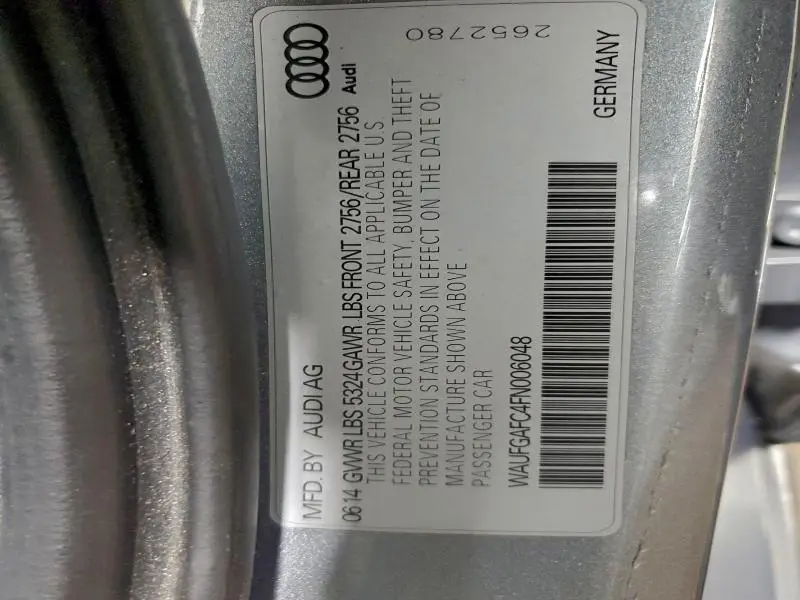 MFD. BY AUDI AG
0614 GVWR LBS 5324GAWR LBS FRONT 2756/REAR 2756
THIS VEHICLE CONFORMS TO ALL APPLICABLE U.S.
FEDERAL MOTOR VEHICLE SAFETY, BUMPER AND THEFT
PREVENTION STANDARDS IN EFFECT ON THE DATE OF
MANUFACTURE SHOWN ABOVE
PASSENGER CAR
WAUFGAFC4FN006048
Audi
2652780
GERMANY